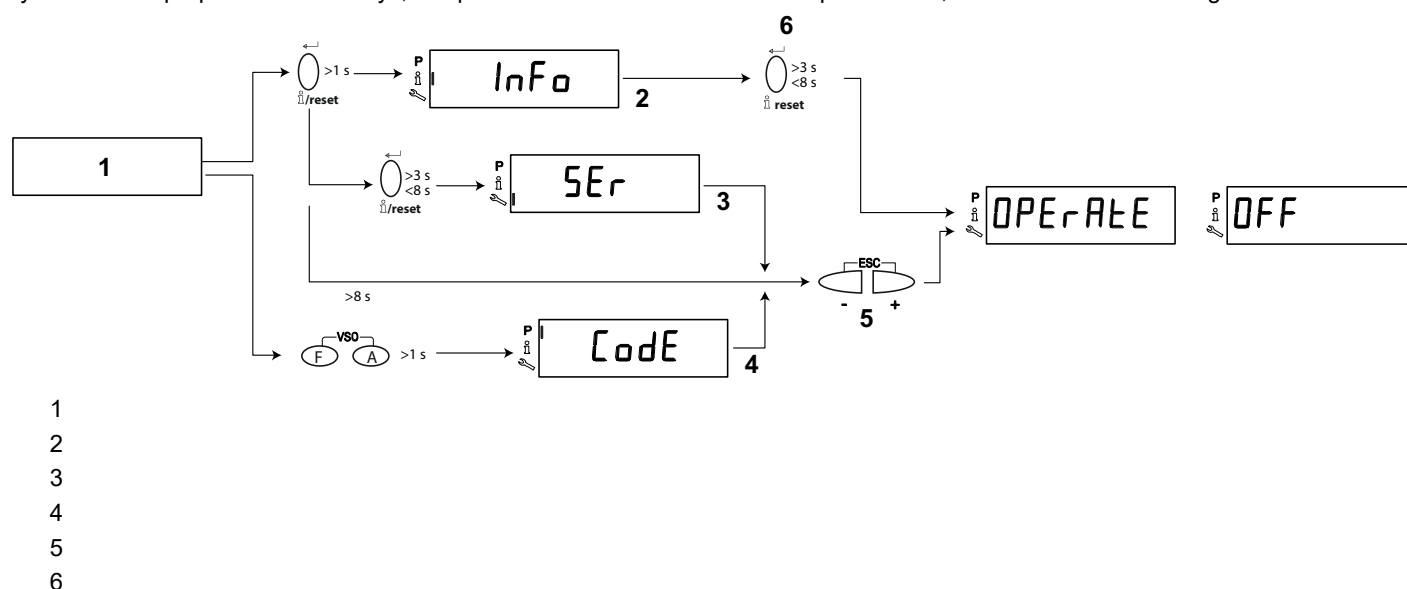 6
>1 s
P
InFo
2
>3 s
<8 s
i/reset
i reset
1
>3 s
<8 s
P
SEr
3
i/reset
P
OPErAtE
P
OFF
ESC
- +
5
>8 s
VSO
F A >1 s
P
CodE
4
1
2
3
4
5
6